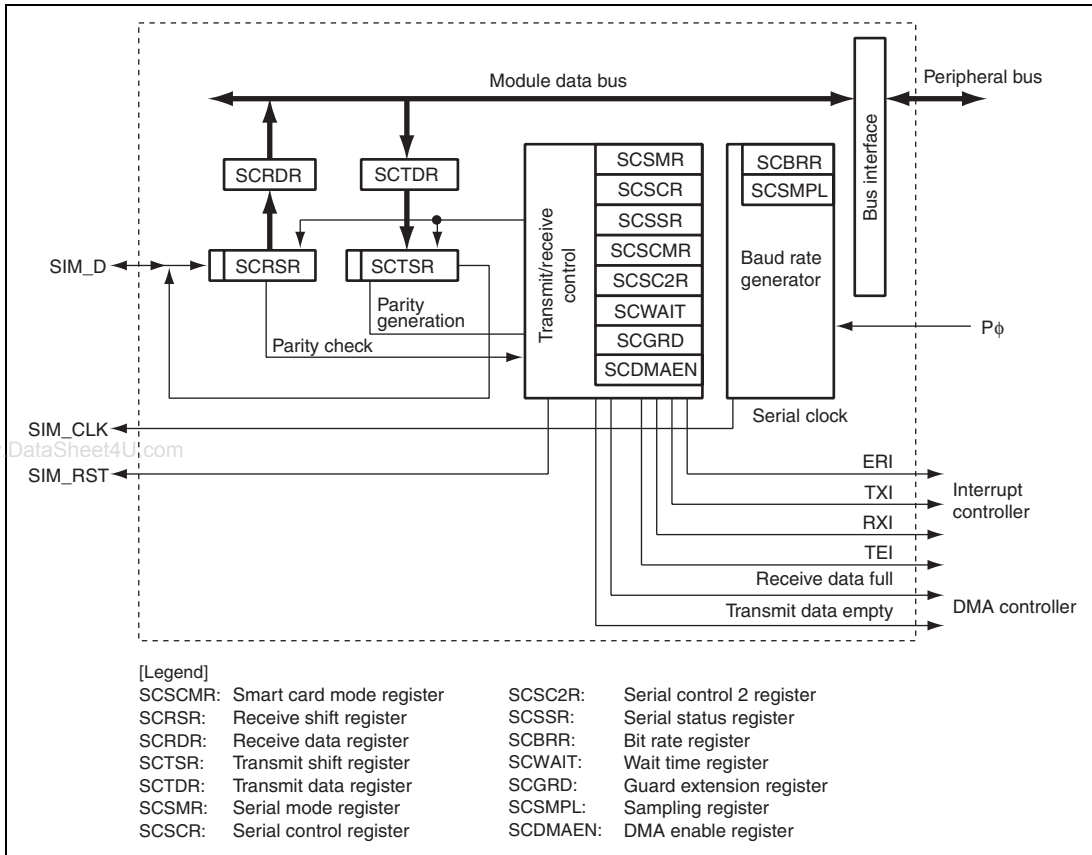 Module data bus
Peripheral bus
Bus interface
SCRDR
SCTDR
SCRSR
SCTSR
SIM_D
Parity generation
Parity check
Transmit/receive control
SCSMR
SCSCR
SCSSR
SCSCMR
SCSC2R
SCWAIT
SCGRD
SCDMAEN
SCBRR
SCSMPL
Baud rate generator
Pϕ
Serial clock
SIM_CLK
DataSheet4U.com
SIM_RST
ERI
TXI
RXI
TEI
Interrupt controller
Receive data full
Transmit data empty
DMA controller
[Legend]
SCSCMR: Smart card mode register
SCRSR: Receive shift register
SCRDR: Receive data register
SCTSR: Transmit shift register
SCTDR: Transmit data register
SCSMR: Serial mode register
SCSCR: Serial control register
SCSC2R: Serial control 2 register
SCSSR: Serial status register
SCBRR: Bit rate register
SCWAIT: Wait time register
SCGRD: Guard extension register
SCSMPL: Sampling register
SCDMAEN: DMA enable register